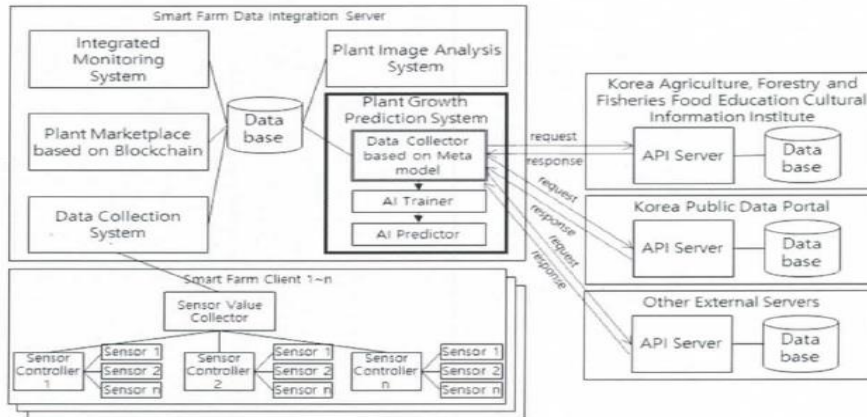 Smart Farm Data Integration Server
Integrated
Monitoring
System
Plant Image Analysis
System
Data
base
Plant Marketplace
based on Blockchain
Data Collection
System
Plant Growth
Prediction System
Data Collector
based on Meta
model
AI Trainer
AI Predictor
request
response
request
response
request
response
Korea Agriculture, Forestry and
Fisheries Food Education Cultural
Information Institute
API Server
Data
base
Korea Public Data Portal
API Server
Data
base
Other External Servers
API Server
Data
base
Smart Farm Client 1~n
Sensor Value
Collector
Sensor
Controller
1
Sensor 1
Sensor 2
Sensor n
Sensor
Controller
2
Sensor 1
Sensor 2
Sensor n
Sensor
Controller
n
Sensor 1
Sensor 2
Sensor n